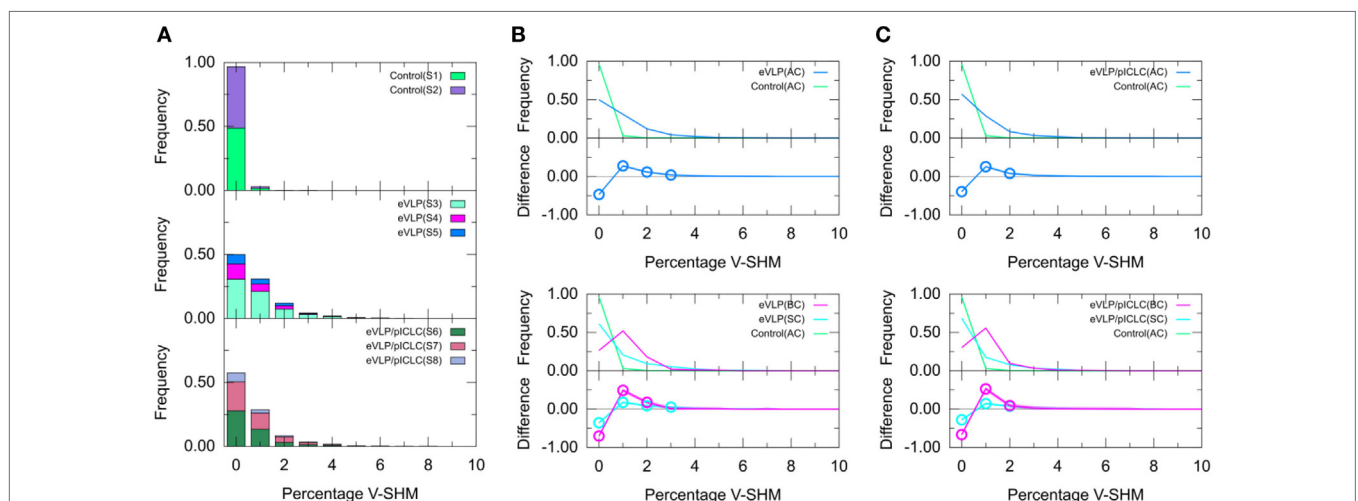 A
1.00
0.50
0.00
Frequency
Control(S1)
Control(S2)
0.50
0.00
Frequency
eVLP(S3)
eVLP(S4)
eVLP(S5)
0.50
0.00
Frequency
eVLP/pICLC(S6)
eVLP/pICLC(S7)
eVLP/pICLC(S8)
0 2 4 6 8 10
Percentage V-SHM
B
1.00
0.50
0.00
Frequency
eVLP(AC)
Control(AC)
0.00
-1.00
Difference
0 2 4 6 8 10
Percentage V-SHM
1.00
0.50
0.00
Frequency
eVLP(BC)
eVLP(SC)
Control(AC)
0.00
-1.00
Difference
0 2 4 6 8 10
Percentage V-SHM
C
1.00
0.50
0.00
Frequency
eVLP/pICLC(AC)
Control(AC)
0.00
-1.00
Difference
0 2 4 6 8 10
Percentage V-SHM
1.00
0.50
0.00
Frequency
eVLP/pICLC(BC)
eVLP/pICLC(SC)
Control(AC)
0.00
-1.00
Difference
0 2 4 6 8 10
Percentage V-SHM